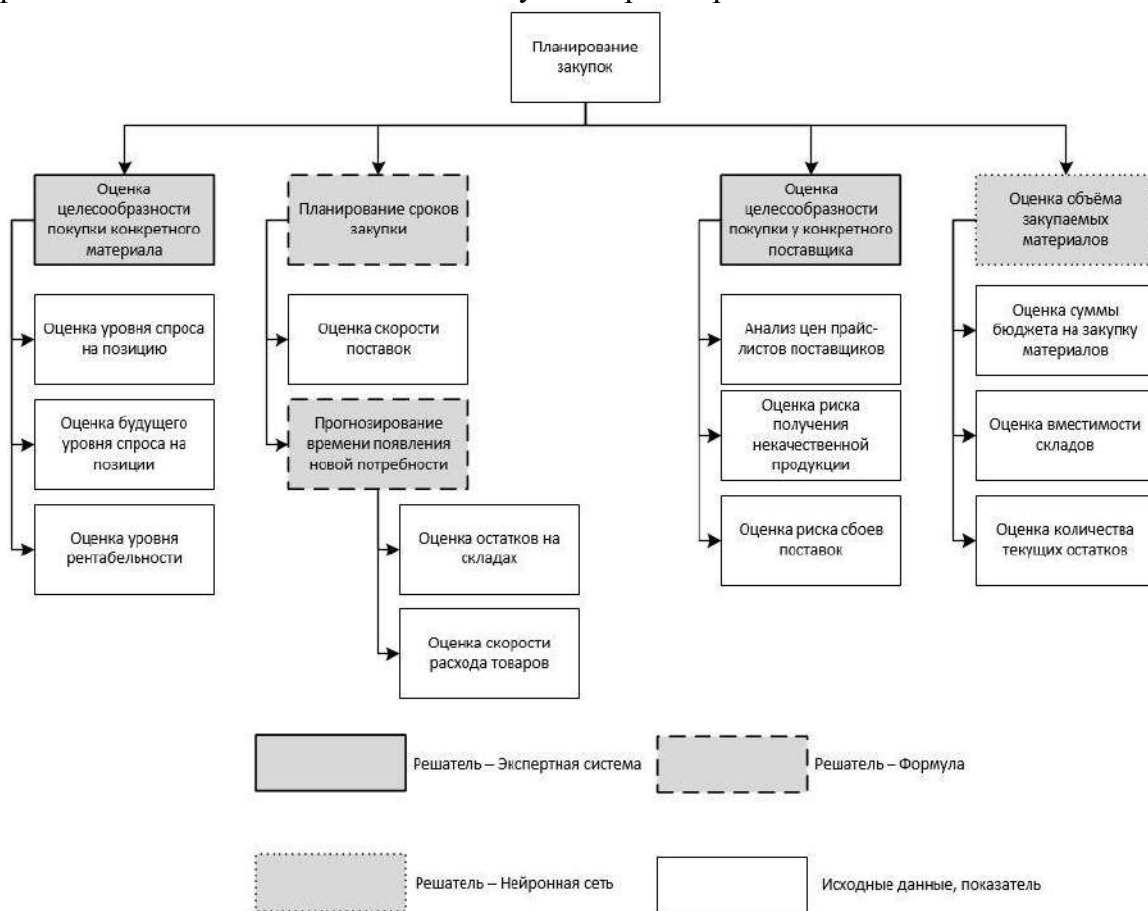 Планирование
закупок
Оценка
целесообразности
покупки конкретного
материала
Оценка уровня спроса
на позицию
Оценка будущего
уровня спроса на
позиции
Оценка уровня
рентабельности
Планирование сроков
закупки
Оценка скорости
поставок
Прогнозирование
времени появления
новой потребности
Оценка остатков на
складах
Оценка скорости
расхода товаров
Оценка
целесообразности
покупки у конкретного
поставщика
Анализ цен прайс-
листов поставщиков
Оценка риска
получения
некачественной
продукции
Оценка риска сбоев
поставок
Оценка объёма
закупаемых
материалов
Оценка суммы
бюджета на закупку
материалов
Оценка вместимости
складов
Оценка количества
текущих остатков
Решатель – Экспертная система
Решатель – Формула
Решатель – Нейронная сеть
Исходные данные, показатель